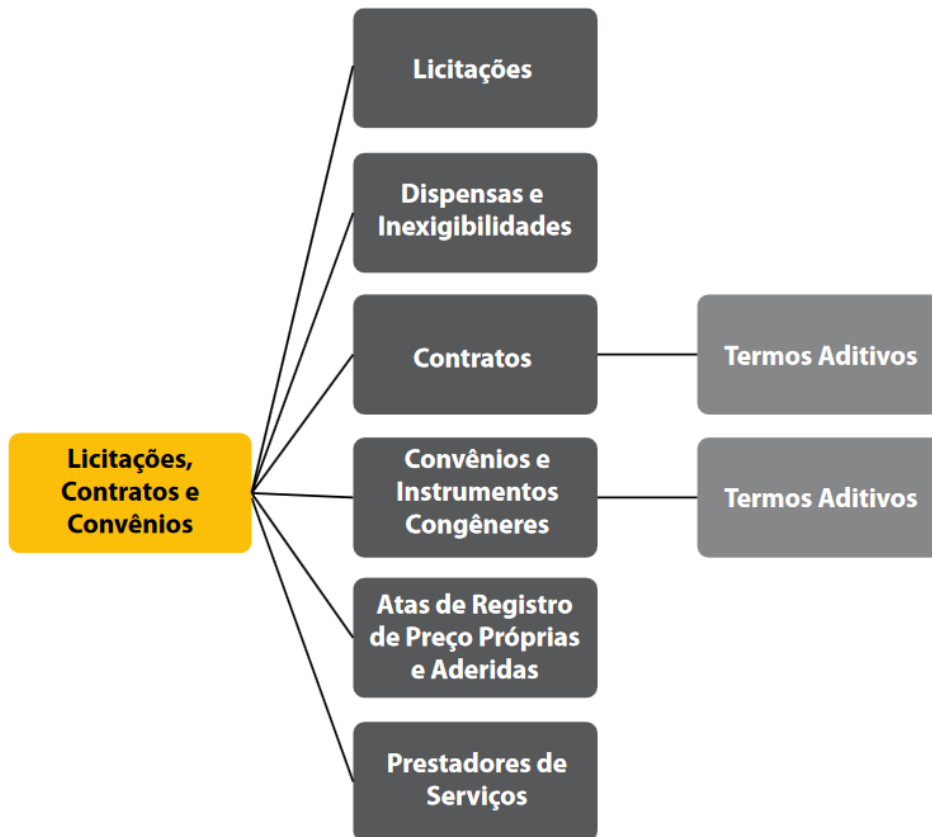 Licitações
Dispensas e
Inexigibilidades
Contratos
Termos Aditivos
Licitações,
Contratos e
Convênios
Convênios e
Instrumentos
Congêneres
Termos Aditivos
Atas de Registro
de Preço Próprias
e Aderidas
Prestadores de
Serviços